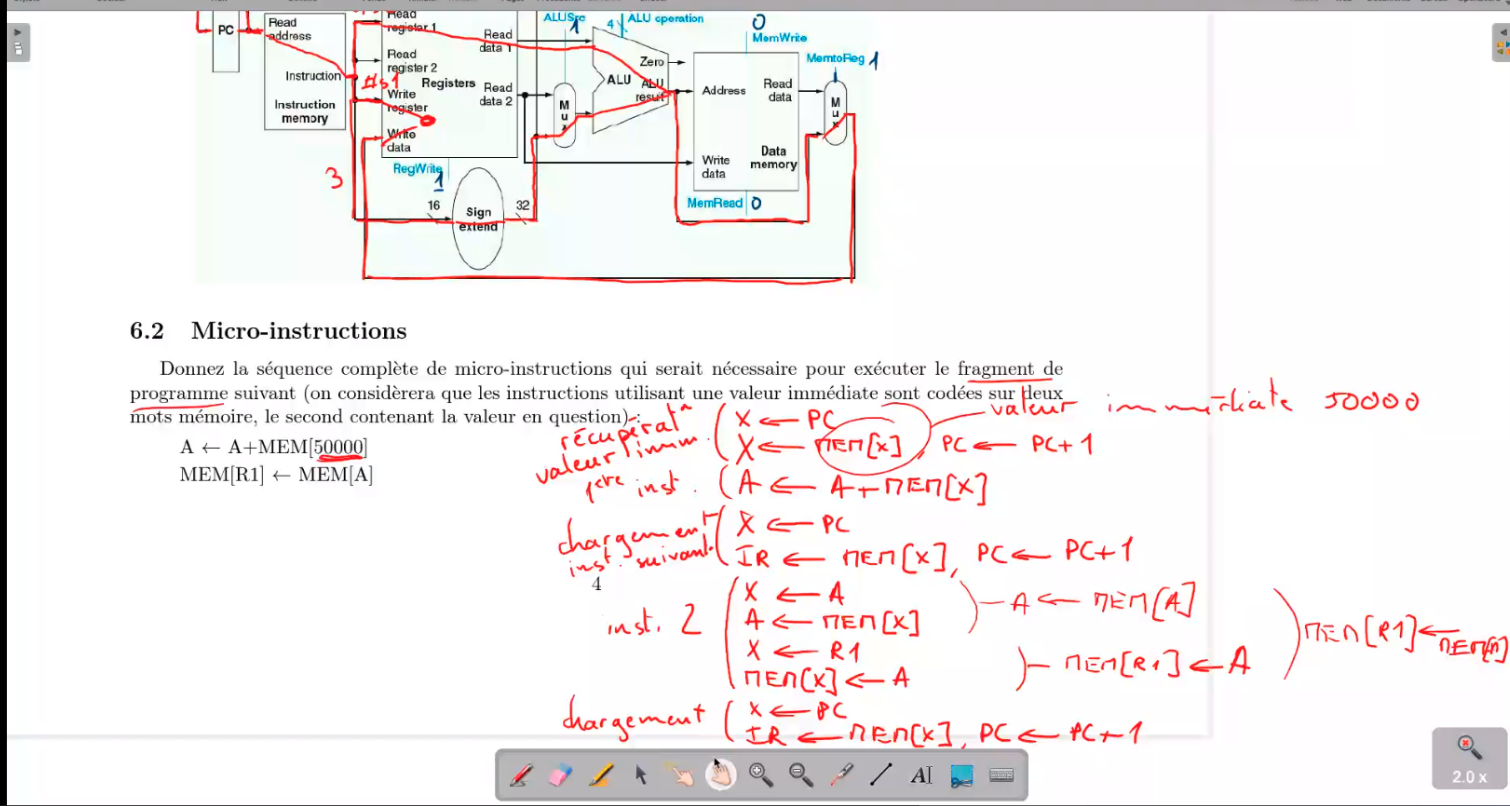 PC
Read
address
Instruction
Instruction
memory
Read
register 1
Read
register 2
Write
register
Write
data
Registers
Read
data 1
Read
data 2
RegWrite
1
3
16
Sign
extend
32
ALUSrc
1
M
u
4
ALU operation
Zero
ALU
ALU
result
0
MemWrite
Address
Read
data
Write
data
Data
memory
MemRead 0
MemtoReg 1
M
u
x
6.2 Micro-instructions
Donnez la séquence complète de micro-instructions qui serait nécessaire pour exécuter le fragment de
programme suivant (on considèrera que les instructions utilisant une valeur immédiate sont codées sur deux
mots mémoire, le second contenant la valeur en question) :
A ← A+MEM[50000]
MEM[R1] ← MEM[A]
valeur immédiate 50000
récuperat°
valeur imm.
X ← PC
X ← MEM[X], PC ← PC+1
1ere inst. (A ← A+MEM[X]
chargement
inst. suivant.
X ← PC
IR ← MEM[X], PC ← PC+1
4
inst. 2
X ← A
A ← MEM[X]
X ← R1
MEM[X] ← A
A ← MEM[A]
MEM[R1] ← A
MEM[R1] ← MEM[A]
chargement
X ← PC
IR ← MEM[X], PC ← PC+1
AI
2.0 x